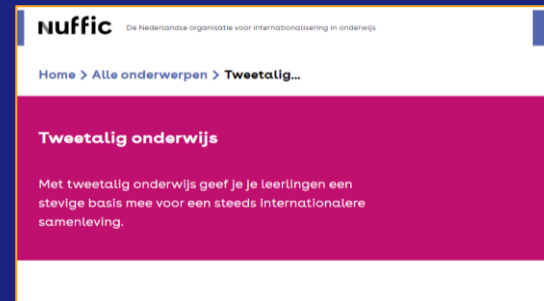 Nuffic De Nederlandse organisatie voor internationalisering in onderwijs
Home > Alle onderwerpen > Tweetalig...
Tweetalig onderwijs
Met tweetalig onderwijs geef je je leerlingen een
stevige basis mee voor een steeds internationalere
samenleving.